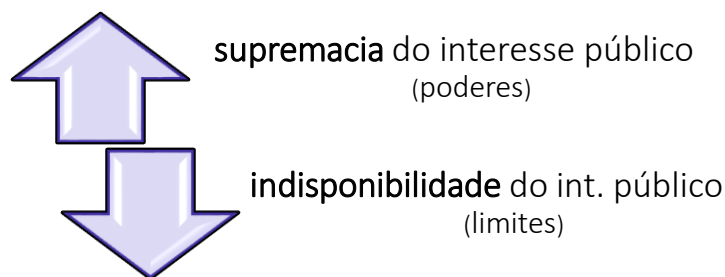 supremacia do interesse público
(poderes)
indisponibilidade do int. público
(limites)